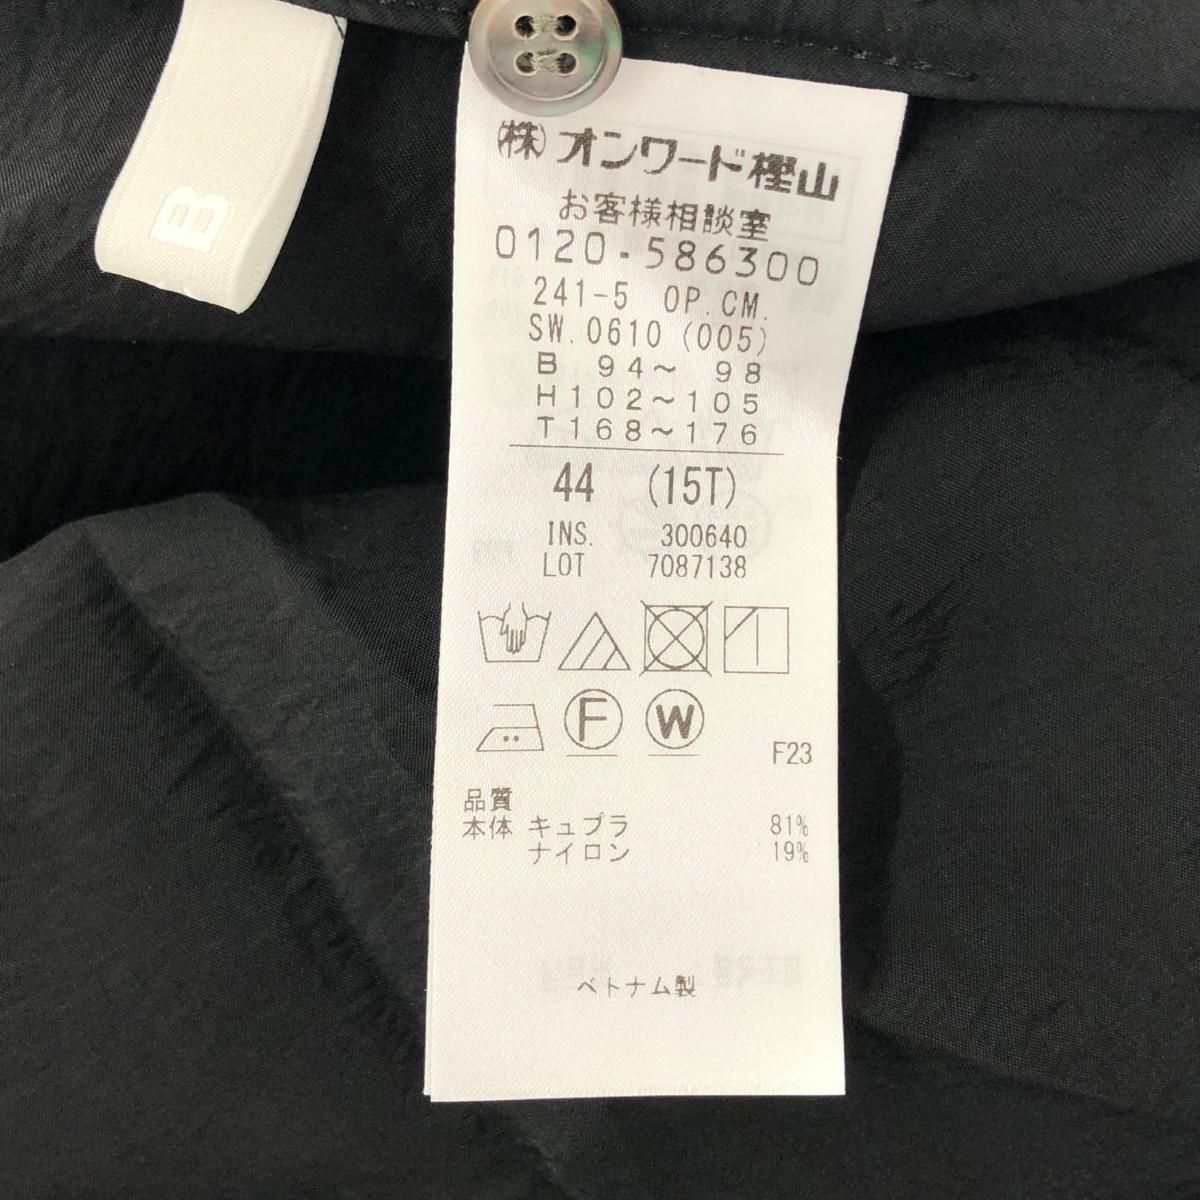 B
(株)オンワード樫山
お客様相談室
0120-586300
241-5 OP.CM.
SW.0610 (005)
B 94～ 98
H102～105
T168～176
44 (15T)
INS. 300640
LOT 7087138
F W
F23
品質
本体 キュプラ 81%
ナイロン 19%
ベトナム製